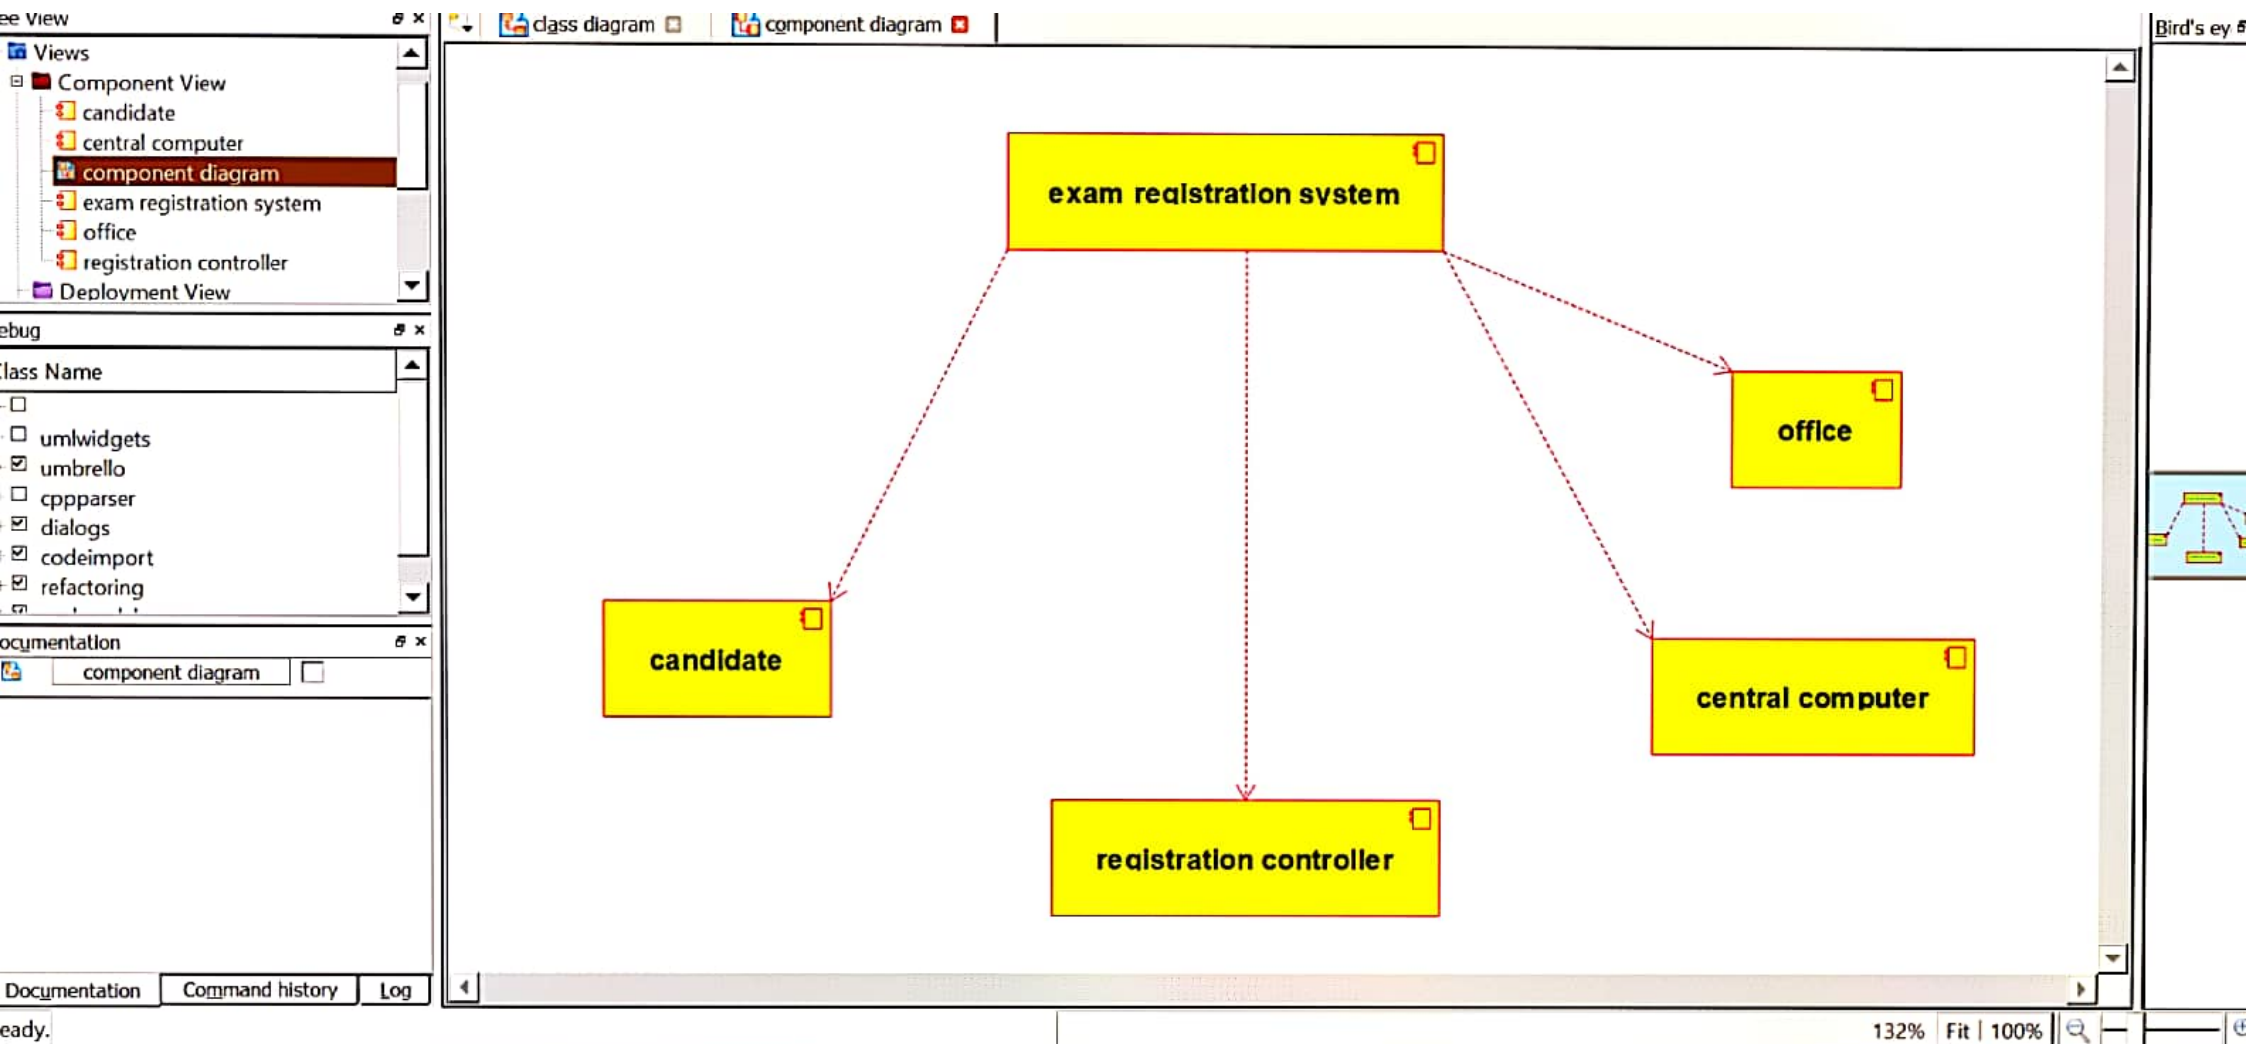 ee View
Views
Component View
candidate
central computer
component diagram
exam registration system
office
registration controller
Deployment View
ebug
lass Name
umlwidgets
umbrello
cppparser
dialogs
codeimport
refactoring
ocumentation
component diagram
Documentation
Command history
Log
eady.
class diagram
component diagram
exam registration system
office
candidate
central computer
registration controller
Bird's ey
132%
Fit
100%